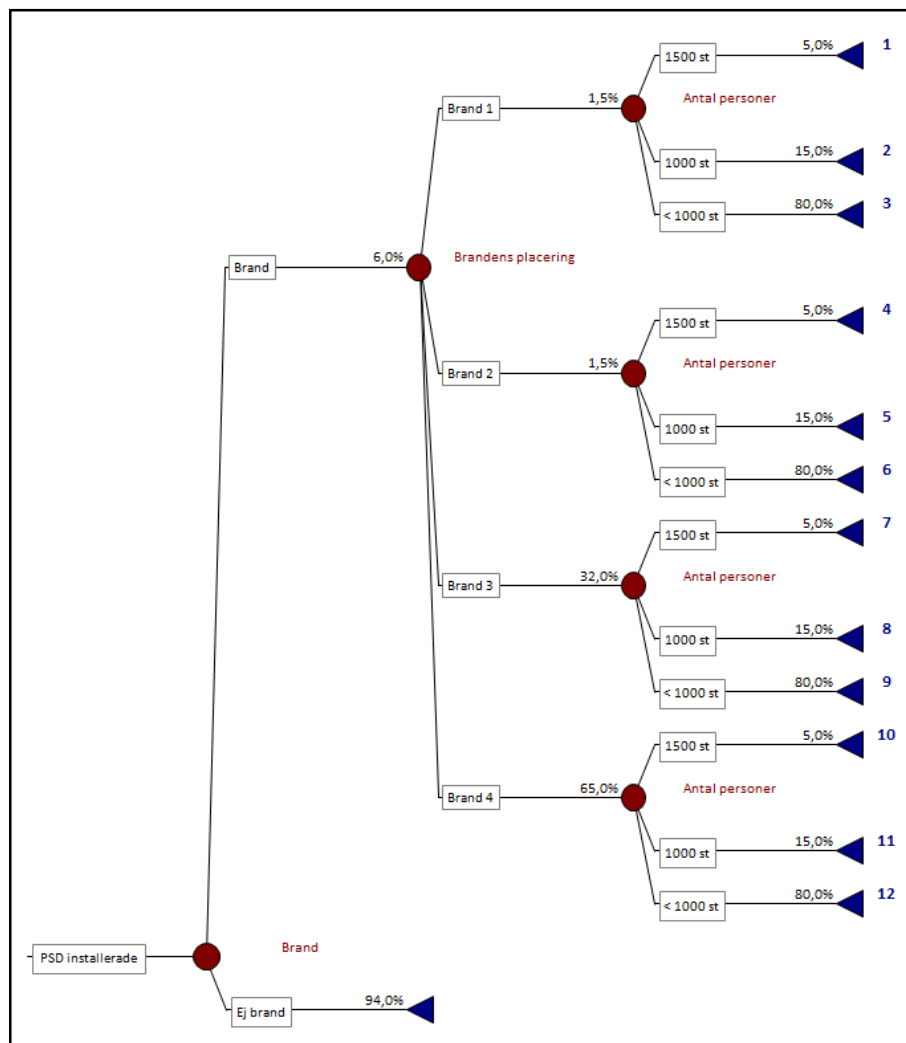 1500 st 5,0% 1
Brand 1 1,5% Antal personer
1000 st 15,0% 2
< 1000 st 80,0% 3
Brand 6,0% Brandens placering
1500 st 5,0% 4
Brand 2 1,5% Antal personer
1000 st 15,0% 5
< 1000 st 80,0% 6
1500 st 5,0% 7
Brand 3 32,0% Antal personer
1000 st 15,0% 8
< 1000 st 80,0% 9
1500 st 5,0% 10
Brand 4 65,0% Antal personer
1000 st 15,0% 11
< 1000 st 80,0% 12
PSD installerade Brand
Ej brand 94,0%